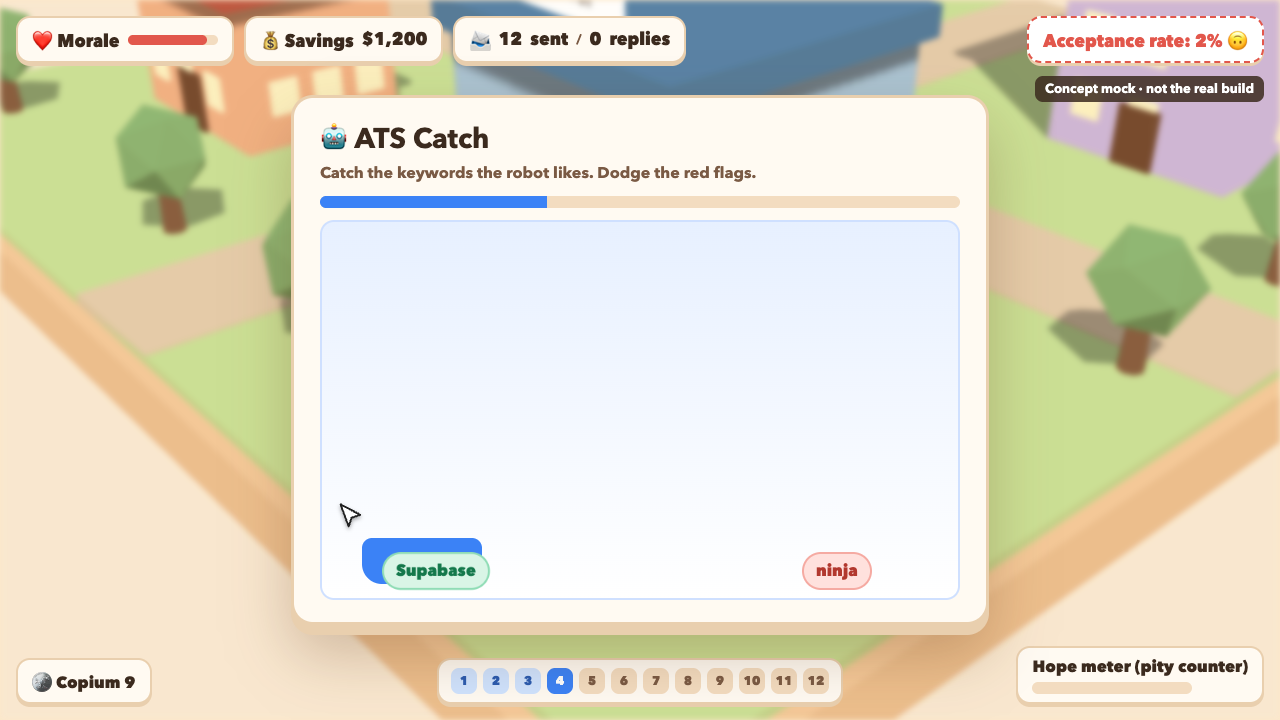 ❤️ Morale
💰 Savings $1,200
📨 12 sent / 0 replies
Acceptance rate: 2% 🙃
Concept mock · not the real build
🤖 ATS Catch
Catch the keywords the robot likes. Dodge the red flags.
Supabase
ninja
Copium 9
1 2 3 4 5 6 7 8 9 10 11 12
Hope meter (pity counter)